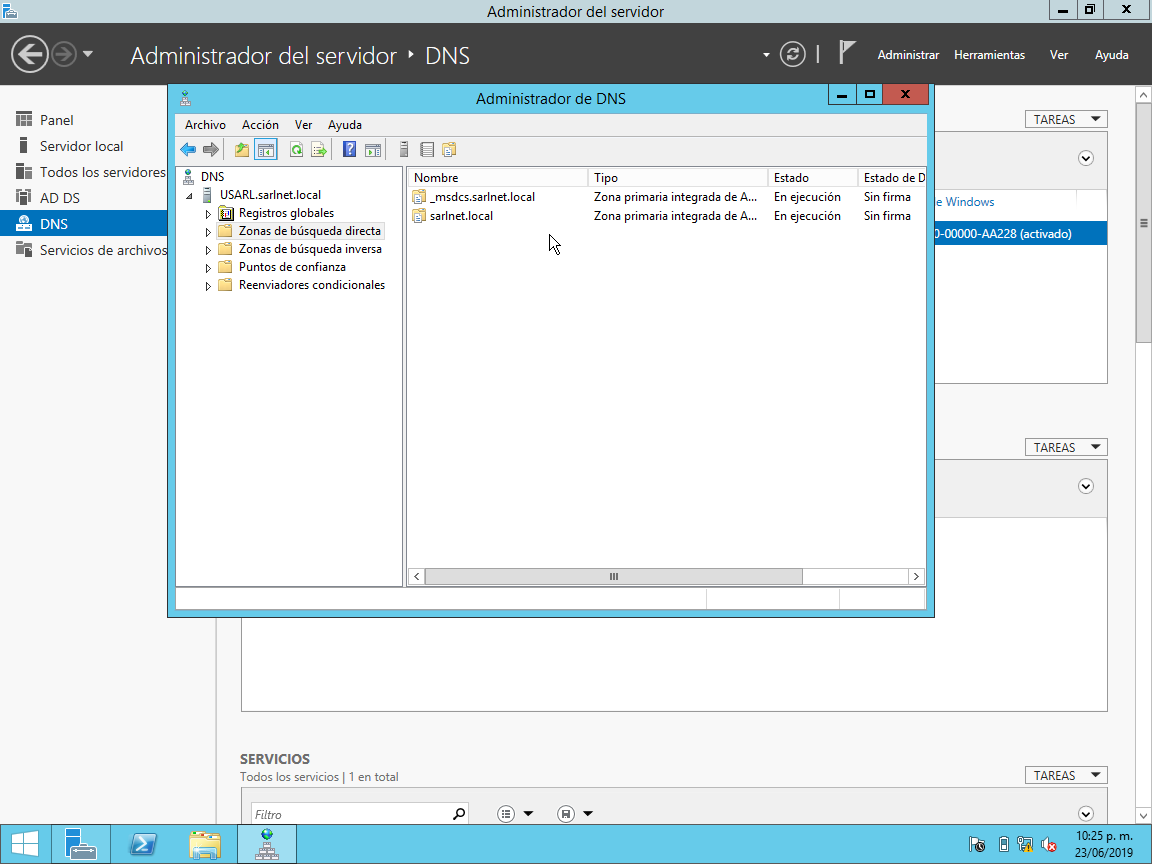 Administrador del servidor
Administrador del servidor DNS
Administrar Herramientas Ver Ayuda
Panel
Servidor local
Todos los servidores
AD DS
DNS
Servicios de archivos
Administrador de DNS
Archivo Acción Ver Ayuda
DNS
USARL.sarlnet.local
Registros globales
Zonas de búsqueda directa
Zonas de búsqueda inversa
Puntos de confianza
Reenviadores condicionales
Nombre Tipo Estado Estado de D
_msdcs.sarlnet.local Zona primaria integrada de A... En ejecución Sin firma
sarlnet.local Zona primaria integrada de A... En ejecución Sin firma
TAREAS
e Windows
0-00000-AA228 (activado)
TAREAS
SERVICIOS
Todos los servicios | 1 en total
TAREAS
Filtro
10:25 p. m.
23/06/2019